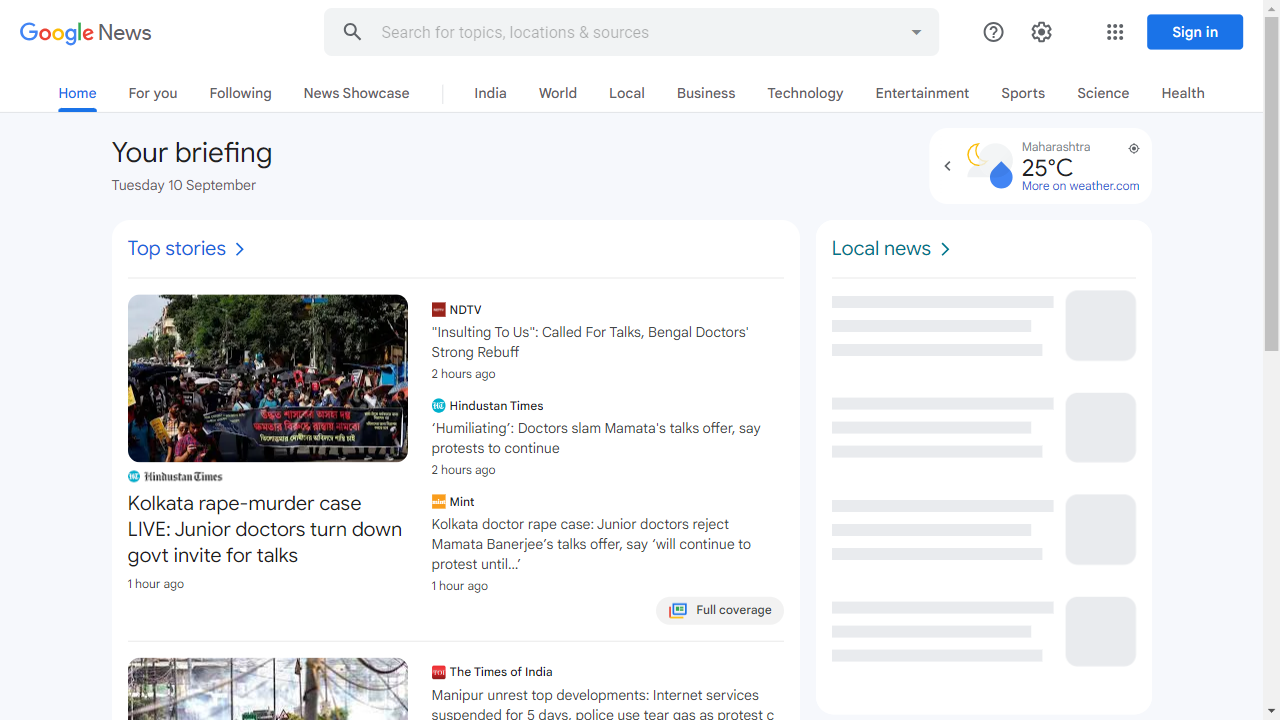 Google News
Search for topics, locations & sources
Sign in
Home
For you
Following
News Showcase
India
World
Local
Business
Technology
Entertainment
Sports
Science
Health
Your briefing
Tuesday 10 September
Maharashtra
25°C
More on weather.com
Top stories
Local news
Hindustan Times
Kolkata rape-murder case
LIVE: Junior doctors turn down
govt invite for talks
1 hour ago
NDTV
"Insulting To Us": Called For Talks, Bengal Doctors'
Strong Rebuff
2 hours ago
Hindustan Times
‘Humiliating’: Doctors slam Mamata's talks offer, say
protests to continue
2 hours ago
mint Mint
Kolkata doctor rape case: Junior doctors reject
Mamata Banerjee’s talks offer, say ‘will continue to
protest until...’
1 hour ago
Full coverage
TOI The Times of India
Manipur unrest top developments: Internet services
suspended for 5 days, police use tear gas as protest c